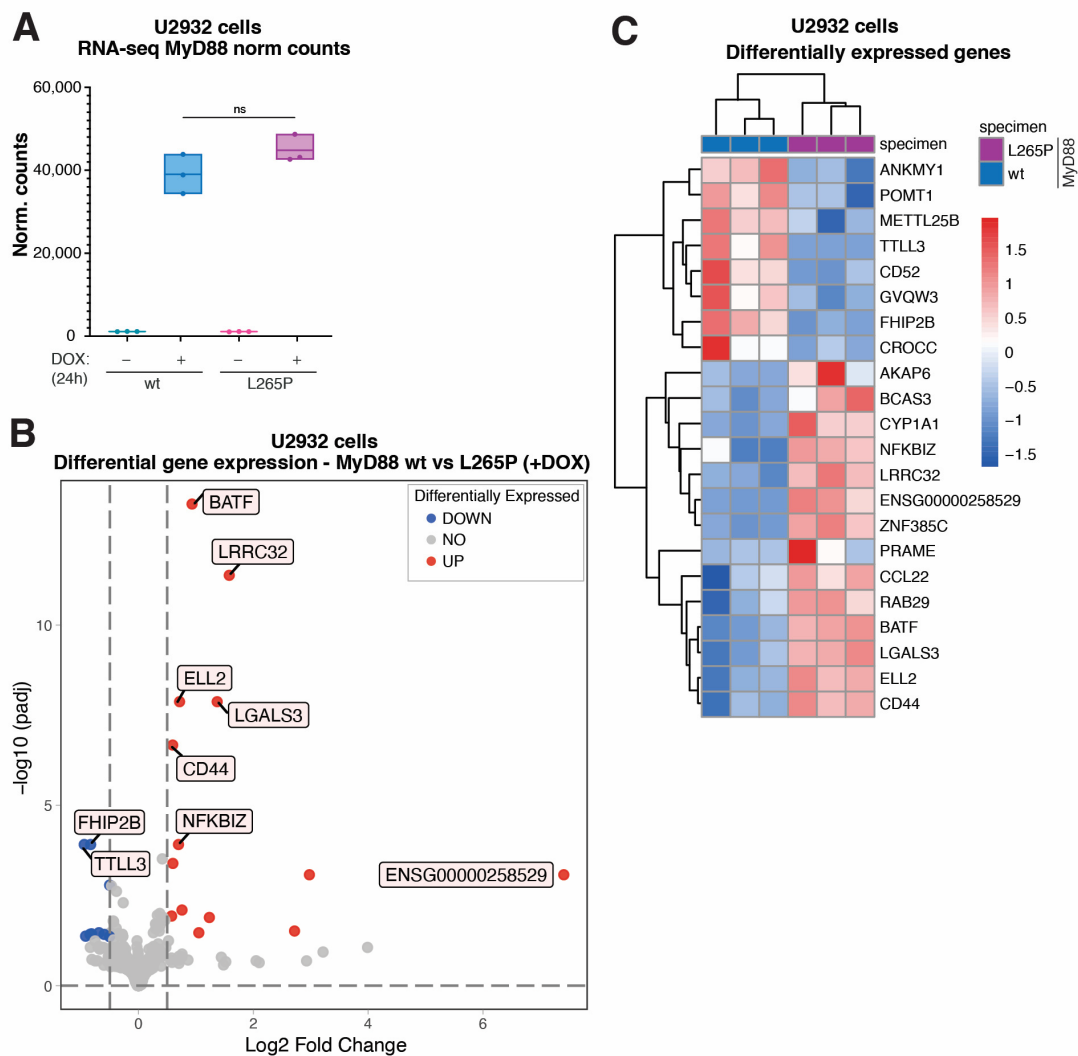 A
U2932 cells
RNA-seq MyD88 norm counts
Norm. counts
60,000
40,000
20,000
0
ns
DOX:
(24h)
– + – +
wt L265P
B
U2932 cells
Differential gene expression - MyD88 wt vs L265P (+DOX)
–log10 (padj)
10
5
0
BATF
LRRC32
ELL2
LGALS3
CD44
FHIP2B
NFKBIZ
TTLL3
ENSG00000258529
Differentially Expressed
DOWN
NO
UP
0 2 4 6
Log2 Fold Change
C
U2932 cells
Differentially expressed genes
specimen
ANKMY1
POMT1
METTL25B
TTLL3
CD52
GVQW3
FHIP2B
CROCC
AKAP6
BCAS3
CYP1A1
NFKBIZ
LRRC32
ENSG00000258529
ZNF385C
PRAME
CCL22
RAB29
BATF
LGALS3
ELL2
CD44
specimen
L265P
wt
MyD88
1.5
1
0.5
0
−0.5
−1
−1.5